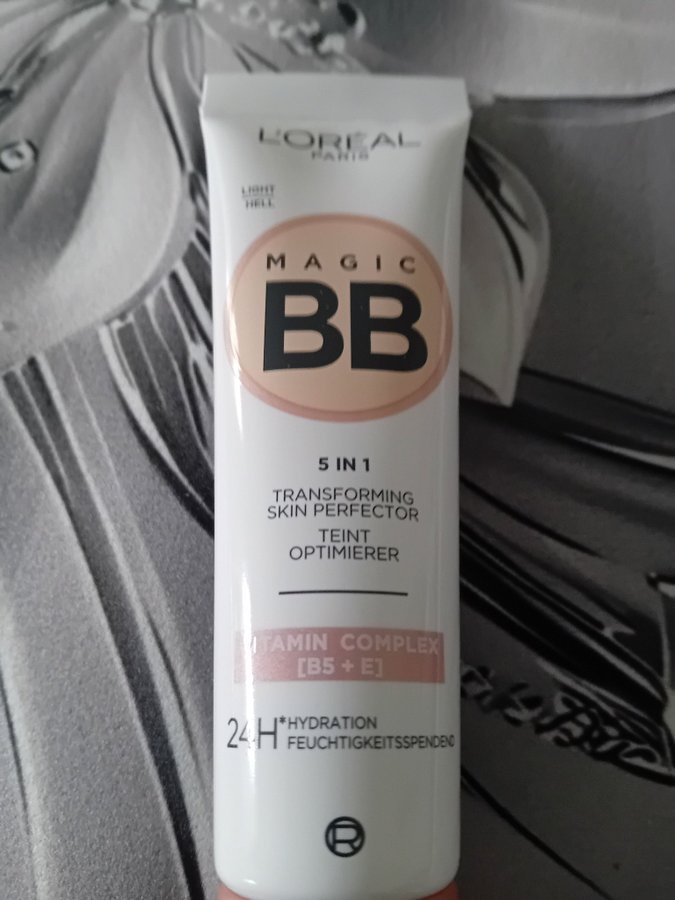 L'ORÉAL
PARIS
LIGHT
HELL
MAGIC
BB
5 IN 1
TRANSFORMING
SKIN PERFECTOR
TEINT
OPTIMIERER
VITAMIN COMPLEX
[B5 + E]
24H* HYDRATION
FEUCHTIGKEITSSPENDEND